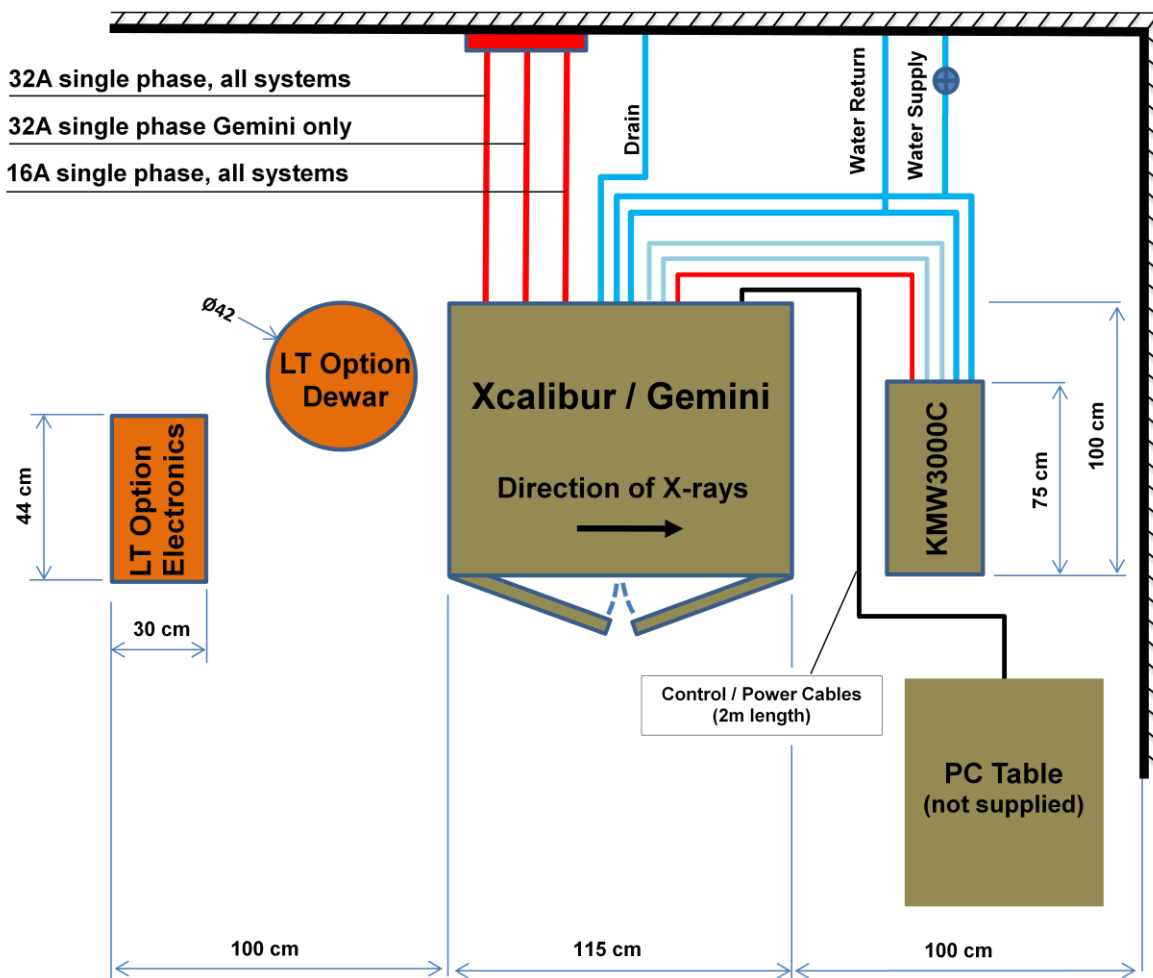 32A single phase, all systems
32A single phase Gemini only
16A single phase, all systems
Drain
Water Return
Water Supply
Ø42
LT Option
Dewar
Xcalibur / Gemini
Direction of X-rays
KMW3000C
100 cm
75 cm
44 cm
LT Option
Electronics
30 cm
Control / Power Cables
(2m length)
PC Table
(not supplied)
100 cm
115 cm
100 cm